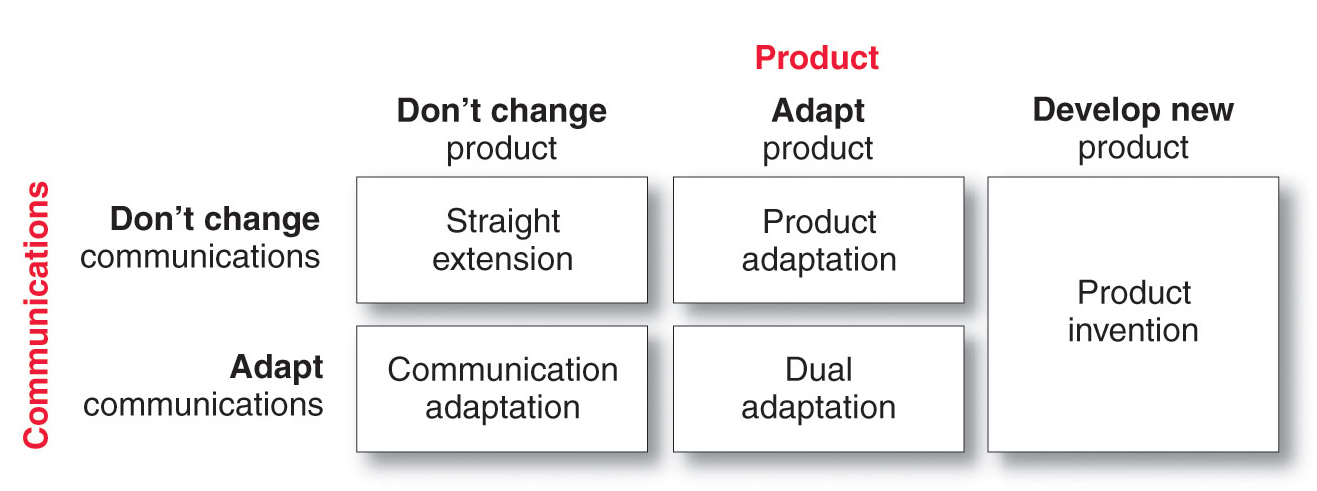 Product
Don't change
product
Adapt
product
Develop new
product
Communications
Don't change
communications
Straight
extension
Product
adaptation
Product
invention
Adapt
communications
Communication
adaptation
Dual
adaptation